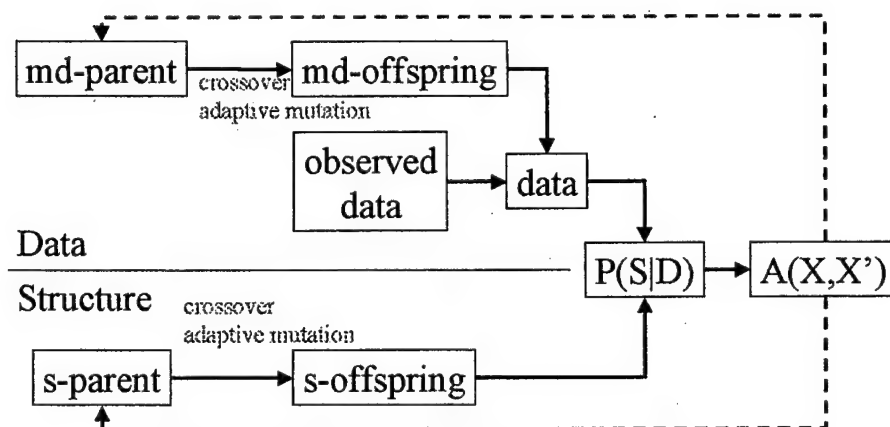 md-parent
crossover
adaptive mutation
md-offspring
observed
data
data
Data
P(S|D)
A(X,X’)
Structure
crossover
adaptive mutation
s-parent
s-offspring